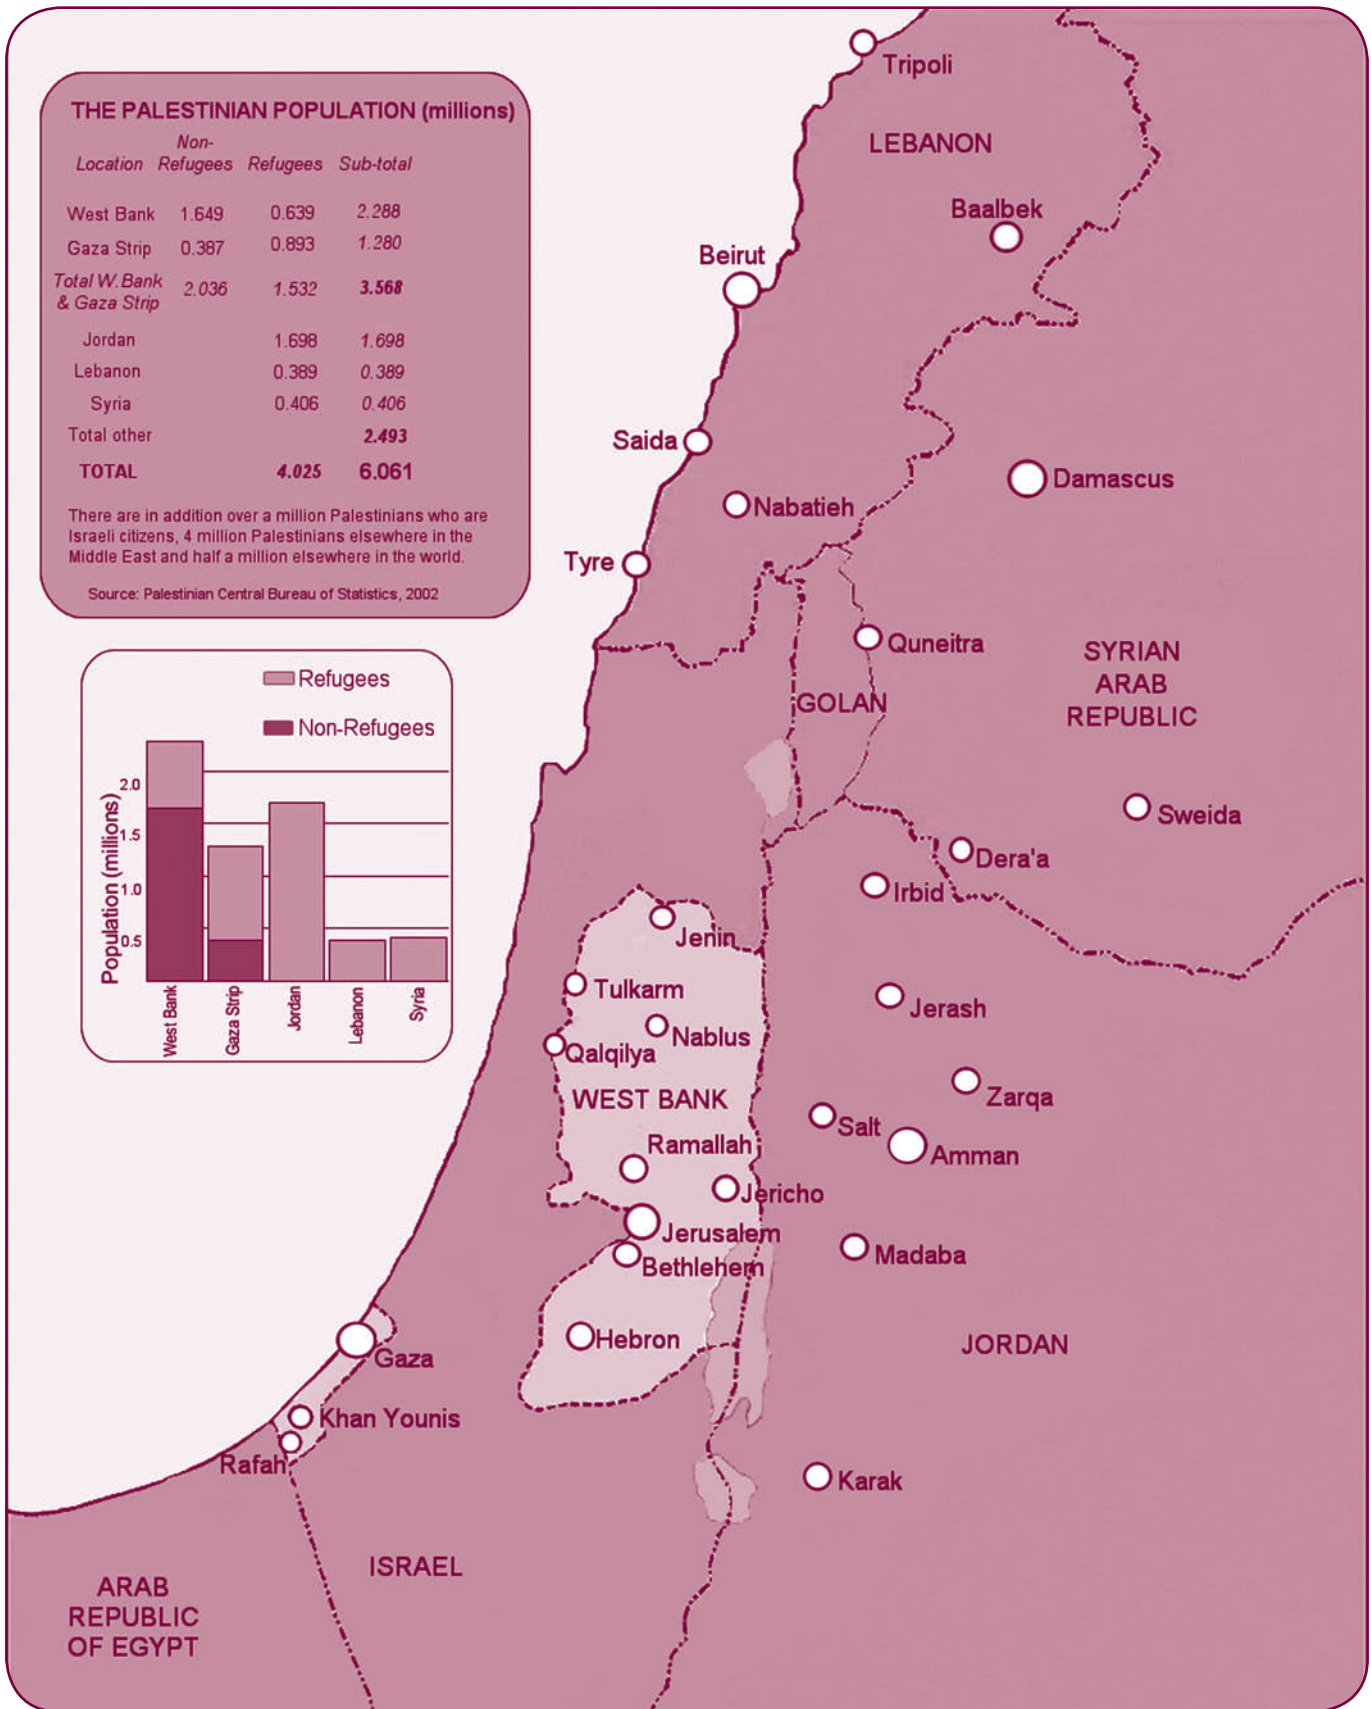 THE PALESTINIAN POPULATION (millions)
Non-
Location Refugees Refugees Sub-total
West Bank 1.649 0.639 2.288
Gaza Strip 0.387 0.893 1.280
Total W.Bank
& Gaza Strip 2.036 1.532 3.568
Jordan 1.698 1.698
Lebanon 0.389 0.389
Syria 0.406 0.406
Total other 2.493
TOTAL 4.025 6.061
There are in addition over a million Palestinians who are
Israeli citizens, 4 million Palestinians elsewhere in the
Middle East and half a million elsewhere in the world.
Source: Palestinian Central Bureau of Statistics, 2002
Refugees
Non-Refugees
Population (millions)
2.0
1.5
1.0
0.5
West Bank
Gaza Strip
Jordan
Lebanon
Syria
Tripoli
LEBANON
Baalbek
Beirut
Saida
Damascus
Nabatieh
Tyre
Quneitra
SYRIAN
ARAB
REPUBLIC
GOLAN
Sweida
Dera'a
Irbid
Jenin
Tulkarm
Jerash
Nablus
Qalqilya
WEST BANK
Zarqa
Salt
Ramallah
Amman
Jericho
Jerusalem
Madaba
Bethlehem
Hebron
JORDAN
Gaza
Khan Younis
Rafah
Karak
ISRAEL
ARAB
REPUBLIC
OF EGYPT